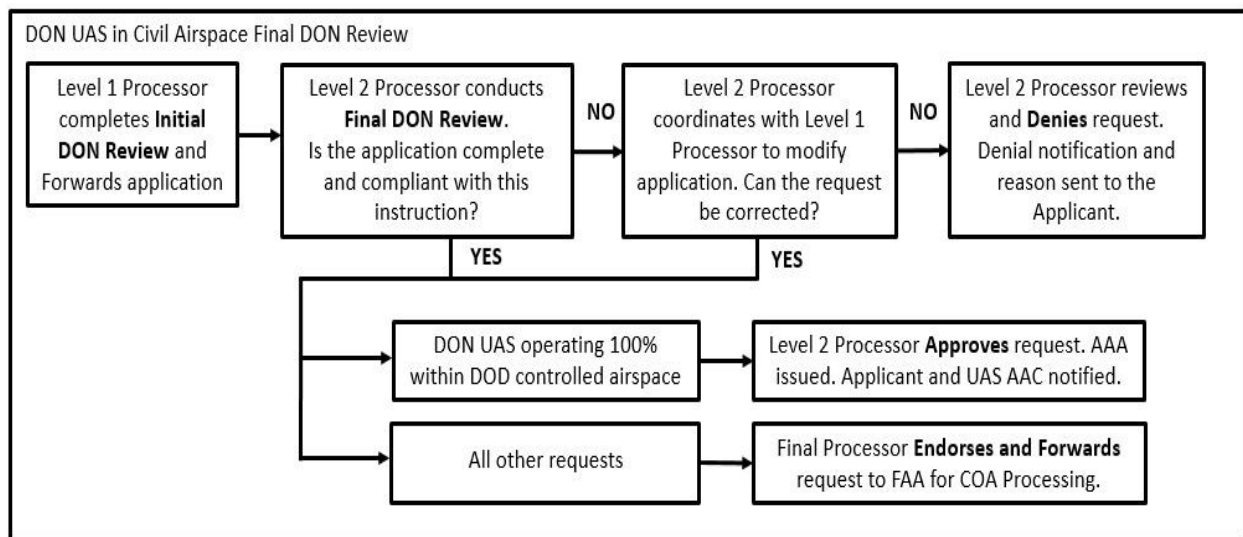 DON UAS in Civil Airspace Final DON Review
Level 1 Processor
completes Initial
DON Review and
Forwards application
Level 2 Processor conducts
Final DON Review.
Is the application complete
and compliant with this
instruction?
NO
Level 2 Processor
coordinates with Level 1
Processor to modify
application. Can the request
be corrected?
NO
Level 2 Processor reviews
and Denies request.
Denial notification and
reason sent to the
Applicant.
YES
YES
DON UAS operating 100%
within DOD controlled airspace
Level 2 Processor Approves request. AAA
issued. Applicant and UAS AAC notified.
All other requests
Final Processor Endorses and Forwards
request to FAA for COA Processing.